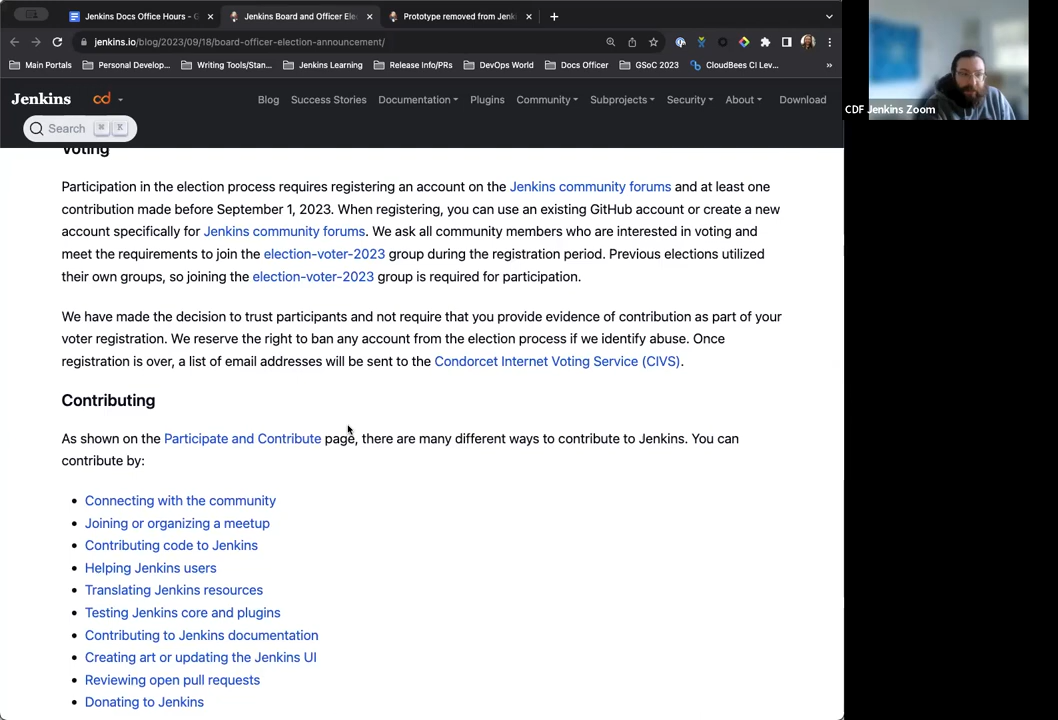 Jenkins Docs Office Hours - G
Jenkins Board and Officer Ele
Prototype removed from Jenki
jenkins.io/blog/2023/09/18/board-officer-election-announcement/
Main Portals
Personal Develop...
Writing Tools/Stan...
Jenkins Learning
Release Info/PRs
DevOps World
Docs Officer
GSoC 2023
CloudBees CI Lev...
»
Jenkins
cd
Blog
Success Stories
Documentation
Plugins
Community
Subprojects
Security
About
Download
Search ⌘ K
CDF Jenkins Zoom
Voting
Participation in the election process requires registering an account on the Jenkins community forums and at least one
contribution made before September 1, 2023. When registering, you can use an existing GitHub account or create a new
account specifically for Jenkins community forums. We ask all community members who are interested in voting and
meet the requirements to join the election-voter-2023 group during the registration period. Previous elections utilized
their own groups, so joining the election-voter-2023 group is required for participation.
We have made the decision to trust participants and not require that you provide evidence of contribution as part of your
voter registration. We reserve the right to ban any account from the election process if we identify abuse. Once
registration is over, a list of email addresses will be sent to the Condorcet Internet Voting Service (CIVS).
Contributing
As shown on the Participate and Contribute page, there are many different ways to contribute to Jenkins. You can
contribute by:
• Connecting with the community
• Joining or organizing a meetup
• Contributing code to Jenkins
• Helping Jenkins users
• Translating Jenkins resources
• Testing Jenkins core and plugins
• Contributing to Jenkins documentation
• Creating art or updating the Jenkins UI
• Reviewing open pull requests
• Donating to Jenkins